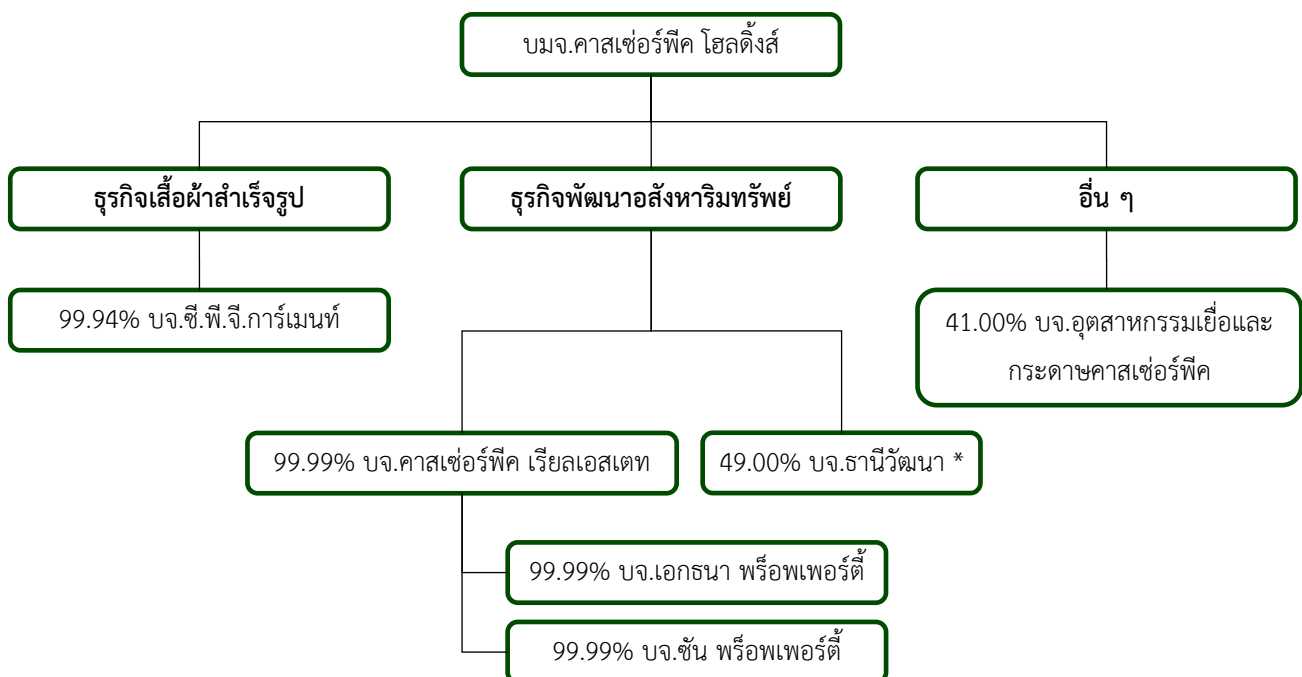 บมจ.คาสเซ่อร์พีค โฮลดิ้งส์
ธุรกิจเสื้อผ้าสำเร็จรูป
ธุรกิจพัฒนาอสังหาริมทรัพย์
อื่น ๆ
99.94% บจ.ซี.พี.จี.การ์เมนท์
41.00% บจ.อุตสาหกรรมเยื่อและ
กระดาษคาสเซ่อร์พีค
99.99% บจ.คาสเซ่อร์พีค เรียลเอสเตท
49.00% บจ.ธานีวัฒนา *
99.99% บจ.เอกธนา พร็อพเพอร์ตี้
99.99% บจ.ซัน พร็อพเพอร์ตี้